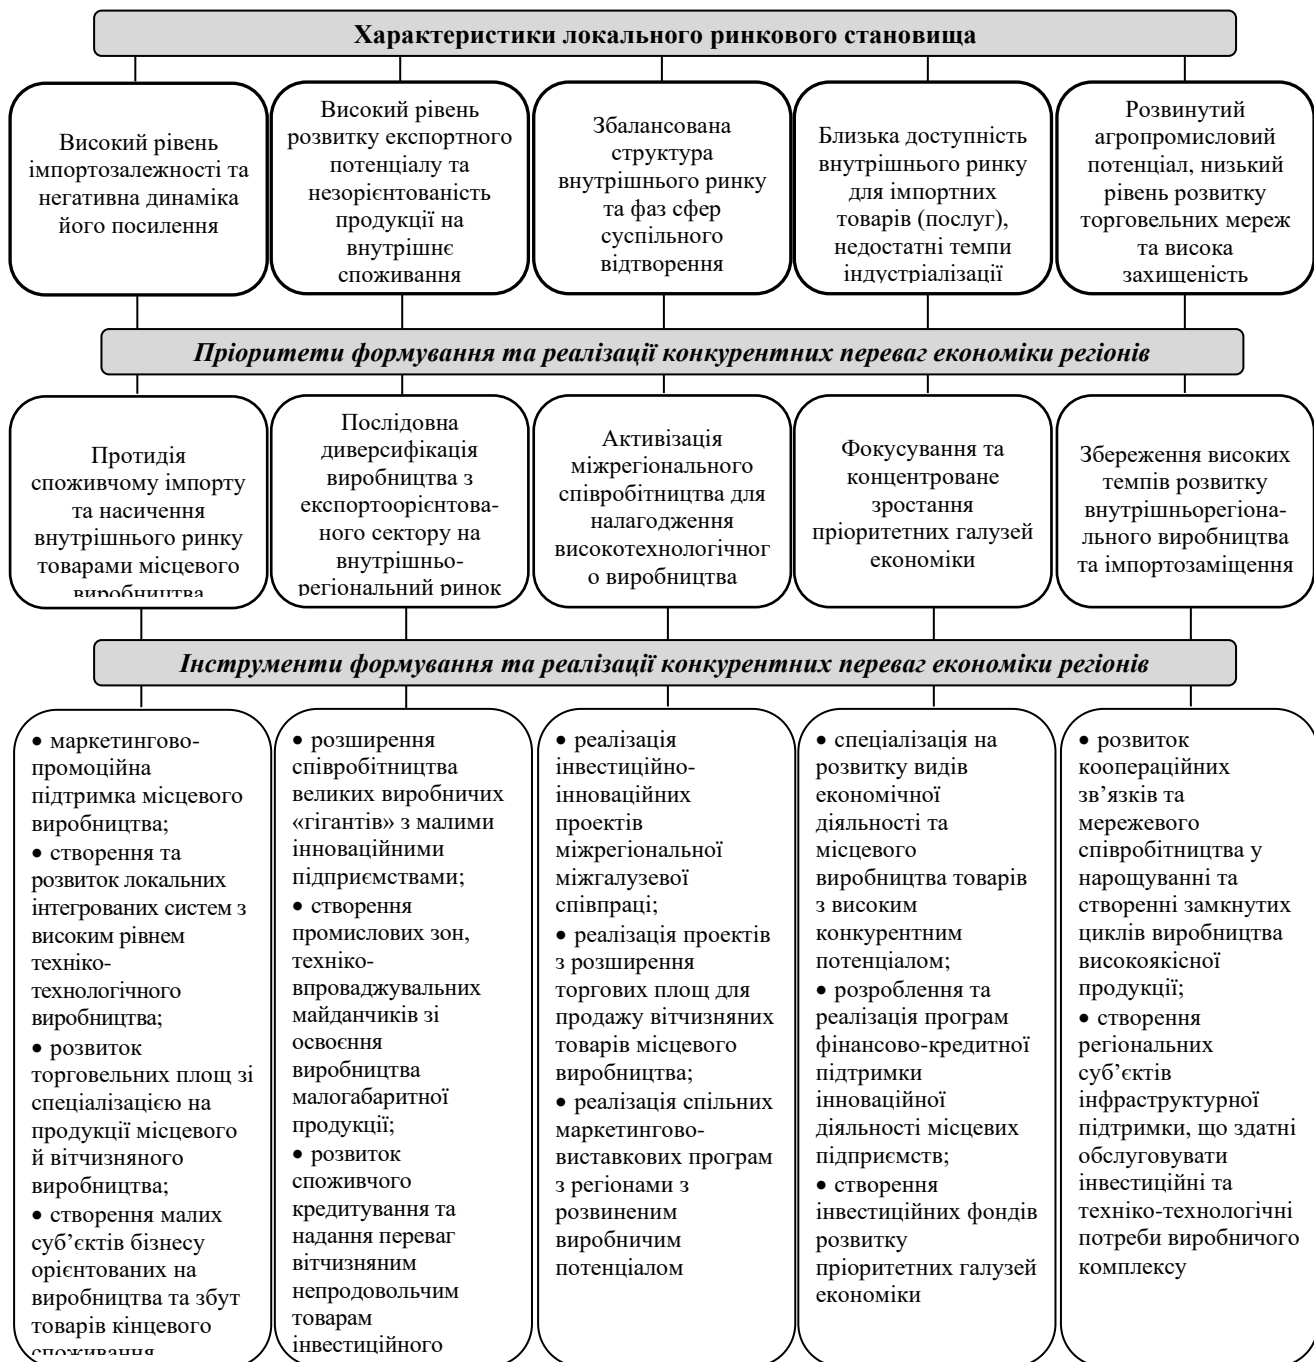 Характеристики локального ринкового становища
Високий рівень
імпортозалежності та
негативна динаміка
його посилення
Високий рівень
розвитку експортного
потенціалу та
незорієнтованість
продукції на
внутрішнє
споживання
Збалансована
структура
внутрішнього ринку
та фаз сфер
суспільного
відтворення
Близька доступність
внутрішнього ринку
для імпортних
товарів (послуг),
недостатні темпи
індустріалізації
Розвинутий
агропромисловий
потенціал, низький
рівень розвитку
торговельних мереж
та висока
захищеність
Пріоритети формування та реалізації конкурентних переваг економіки регіонів
Протидія
споживчому імпорту
та насичення
внутрішнього ринку
товарами місцевого
виробництва
Послідовна
диверсифікація
виробництва з
експортоорієнтова-
ного сектору на
внутрішньо-
регіональний ринок
Активізація
міжрегіонального
співробітництва для
налагодження
високотехнологічног
о виробництва
Фокусування та
концентроване
зростання
пріоритетних галузей
економіки
Збереження високих
темпів розвитку
внутрішньорегіона-
льного виробництва
та імпортозаміщення
Інструменти формування та реалізації конкурентних переваг економіки регіонів
• маркетингово-
промоційна
підтримка місцевого
виробництва;
• створення та
розвиток локальних
інтегрованих систем з
високим рівнем
техніко-
технологічного
виробництва;
• розвиток
торговельних площ зі
спеціалізацією на
продукції місцевого
й вітчизняного
виробництва;
• створення малих
суб’єктів бізнесу
орієнтованих на
виробництва та збут
товарів кінцевого
споживання
• розширення
співробітництва
великих виробничих
«гігантів» з малими
інноваційними
підприємствами;
• створення
промислових зон,
техніко-
впроваджувальних
майданчиків зі
освоєння
виробництва
малогабаритної
продукції;
• розвиток
споживчого
кредитування та
надання переваг
вітчизняним
непродовольчим
товарам
інвестиційного
• реалізація
інвестиційно-
інноваційних
проектів
міжрегіональної
міжгалузевої
співпраці;
• реалізація проектів
з розширення
торгових площ для
продажу вітчизняних
товарів місцевого
виробництва;
• реалізація спільних
маркетингово-
виставкових програм
з регіонами з
розвиненим
виробничим
потенціалом
• спеціалізація на
розвитку видів
економічної
діяльності та
місцевого
виробництва товарів
з високим
конкурентним
потенціалом;
• розроблення та
реалізація програм
фінансово-кредитної
підтримки
інноваційної
діяльності місцевих
підприємств;
• створення
інвестиційних фондів
розвитку
пріоритетних галузей
економіки
• розвиток
коопераційних
зв’язків та
мережевого
співробітництва у
нарощуванні та
створенні замкнутих
циклів виробництва
високоякісної
продукції;
• створення
регіональних
суб’єктів
інфраструктурної
підтримки, що здатні
обслуговувати
інвестиційні та
техніко-технологічні
потреби виробничого
комплексу